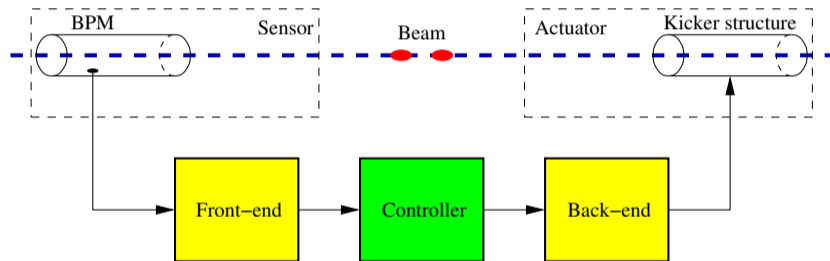 BPM
Sensor
Beam
Actuator
Kicker structure
Front−end
Controller
Back−end